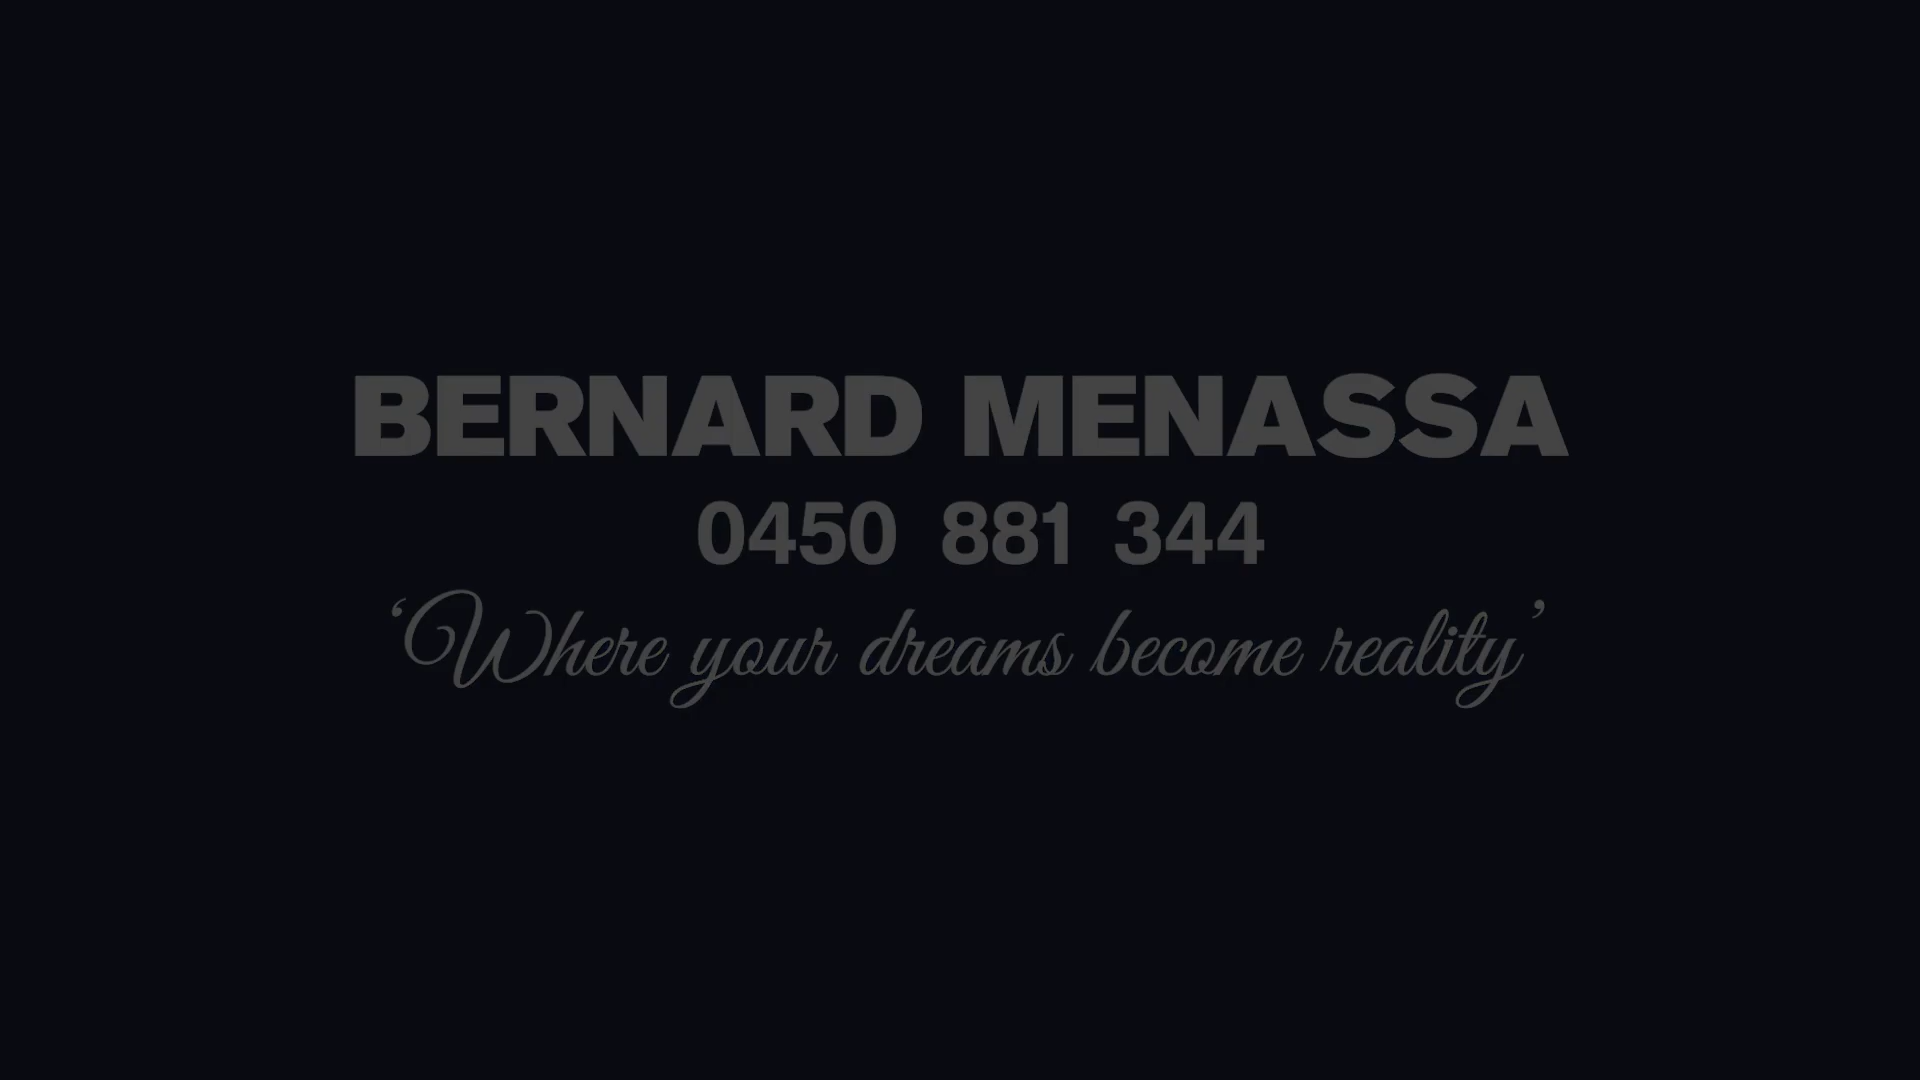 BERNARD MENASSA
0450 881 344
‘Where your dreams become reality’